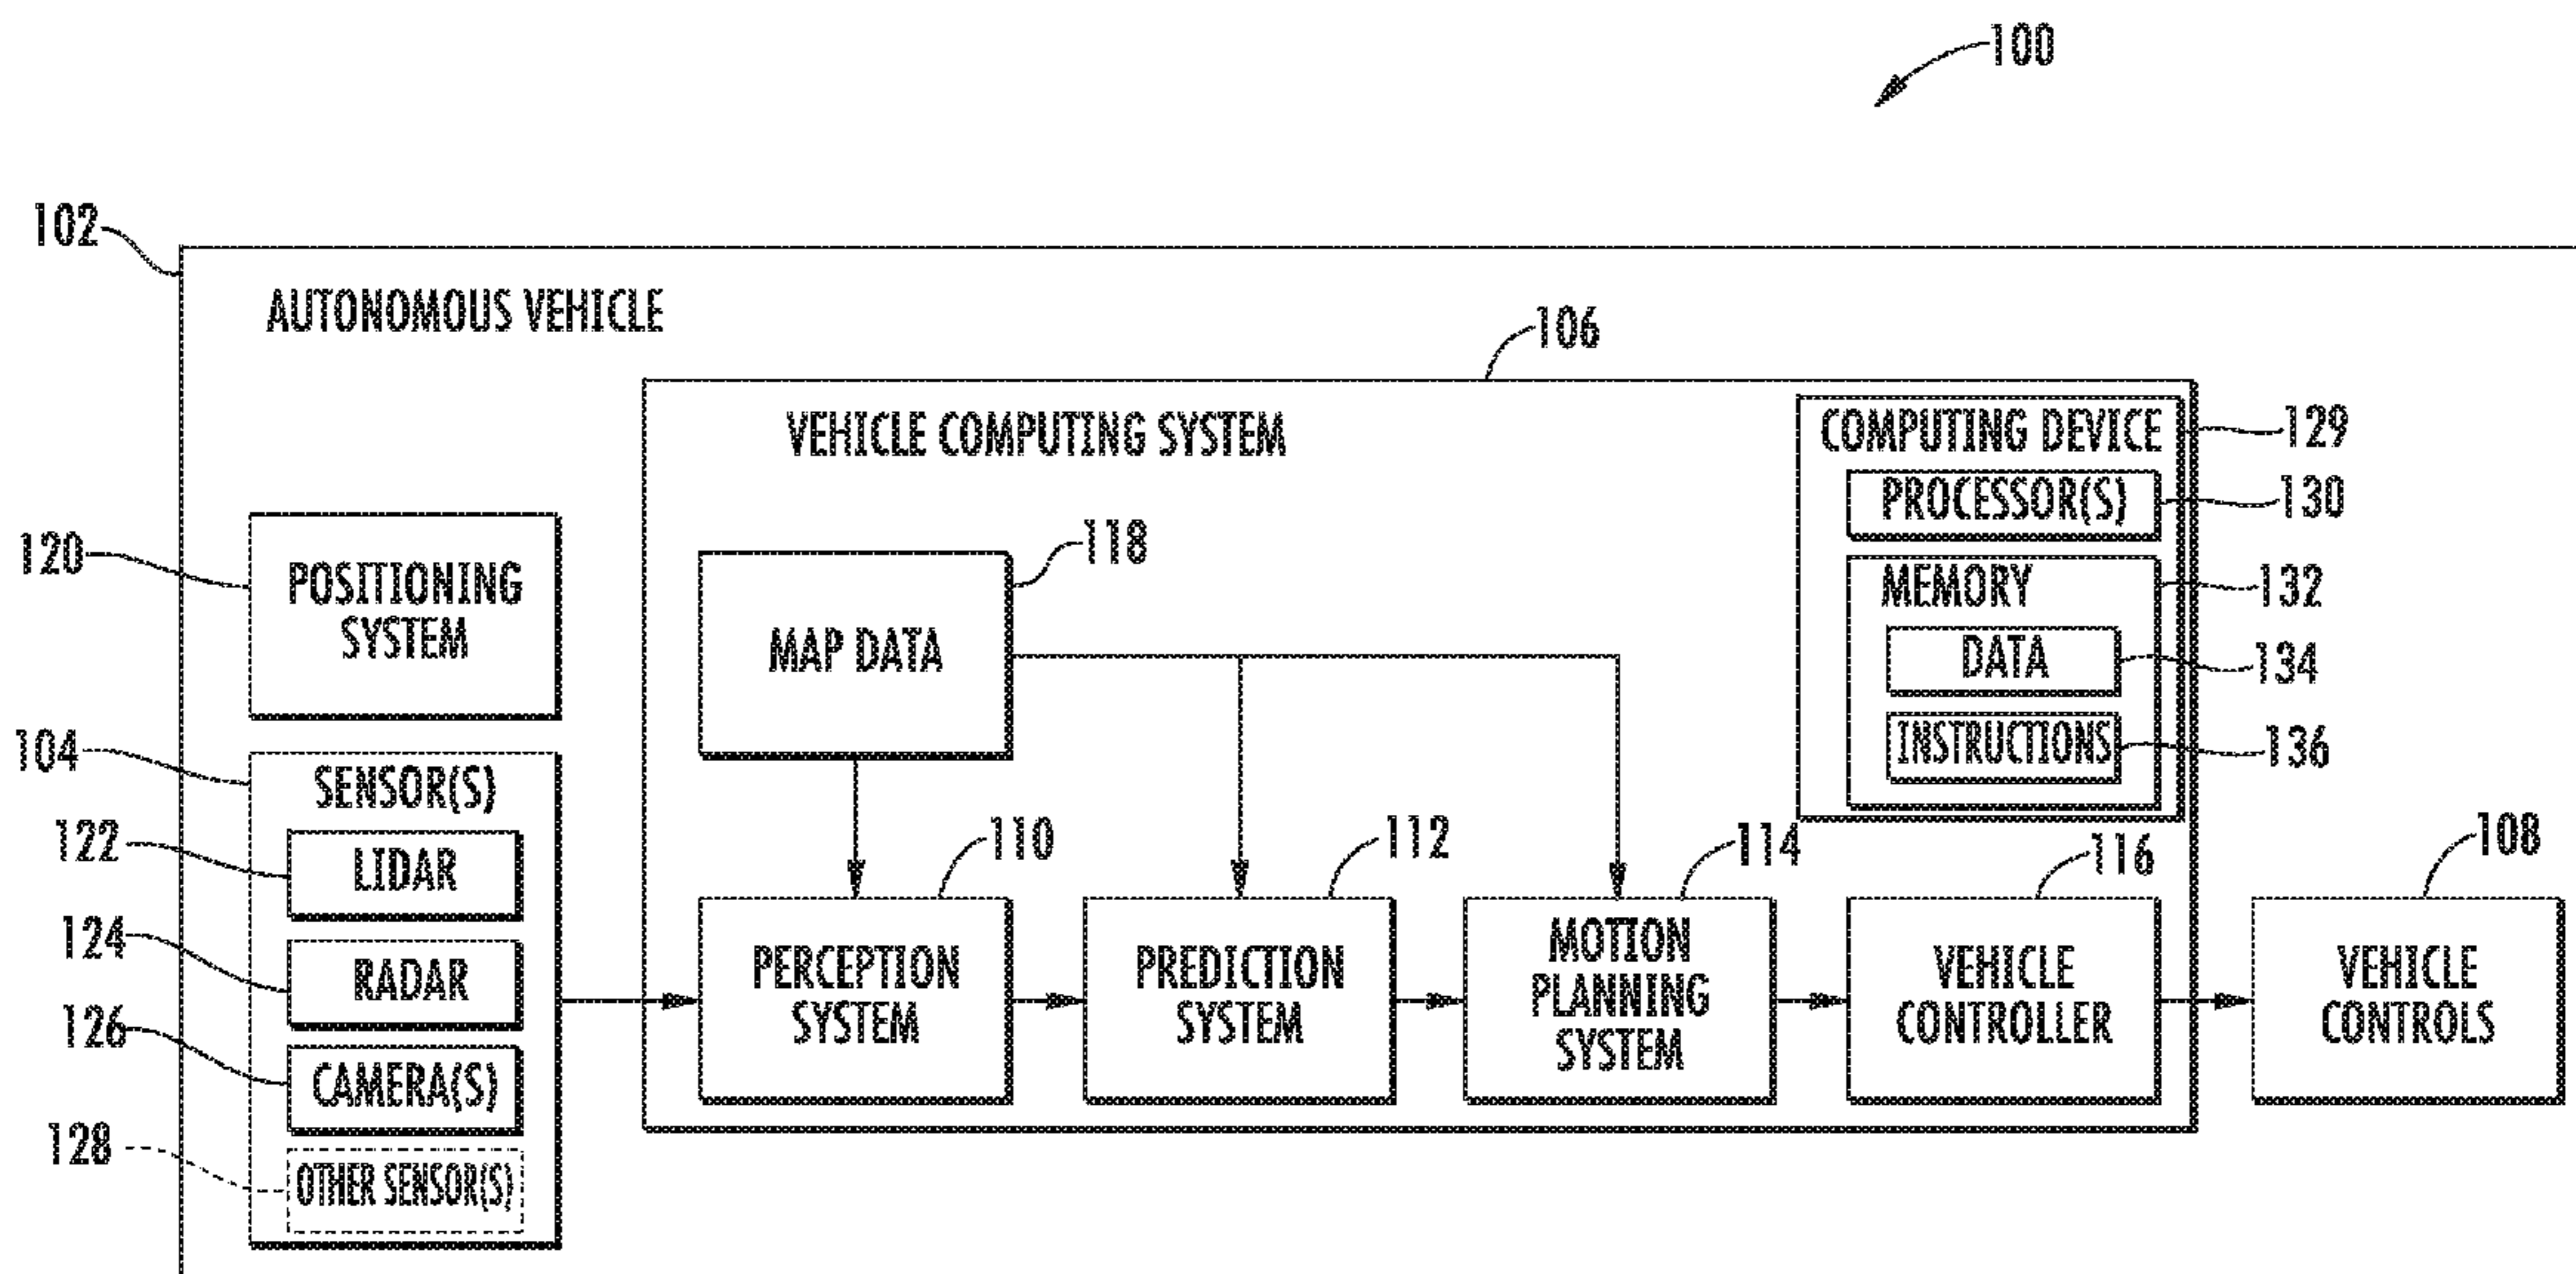 100
102
AUTONOMOUS VEHICLE
106
VEHICLE COMPUTING SYSTEM
COMPUTING DEVICE
129
PROCESSOR(S)
130
120
POSITIONING
SYSTEM
MAP DATA
118
MEMORY
132
DATA
134
INSTRUCTIONS
136
104
SENSOR(S)
122
LIDAR
124
RADAR
126
CAMERA(S)
128
OTHER SENSOR(S)
110
PERCEPTION
SYSTEM
112
PREDICTION
SYSTEM
114
MOTION
PLANNING
SYSTEM
116
VEHICLE
CONTROLLER
108
VEHICLE
CONTROLS